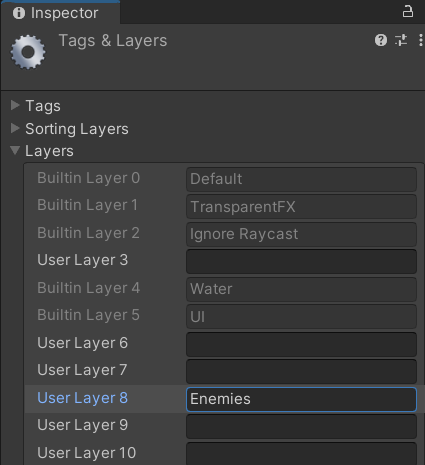 Inspector
Tags & Layers
Tags
Sorting Layers
Layers
Builtin Layer 0 Default
Builtin Layer 1 TransparentFX
Builtin Layer 2 Ignore Raycast
User Layer 3
Builtin Layer 4 Water
Builtin Layer 5 UI
User Layer 6
User Layer 7
User Layer 8 Enemies
User Layer 9
User Layer 10